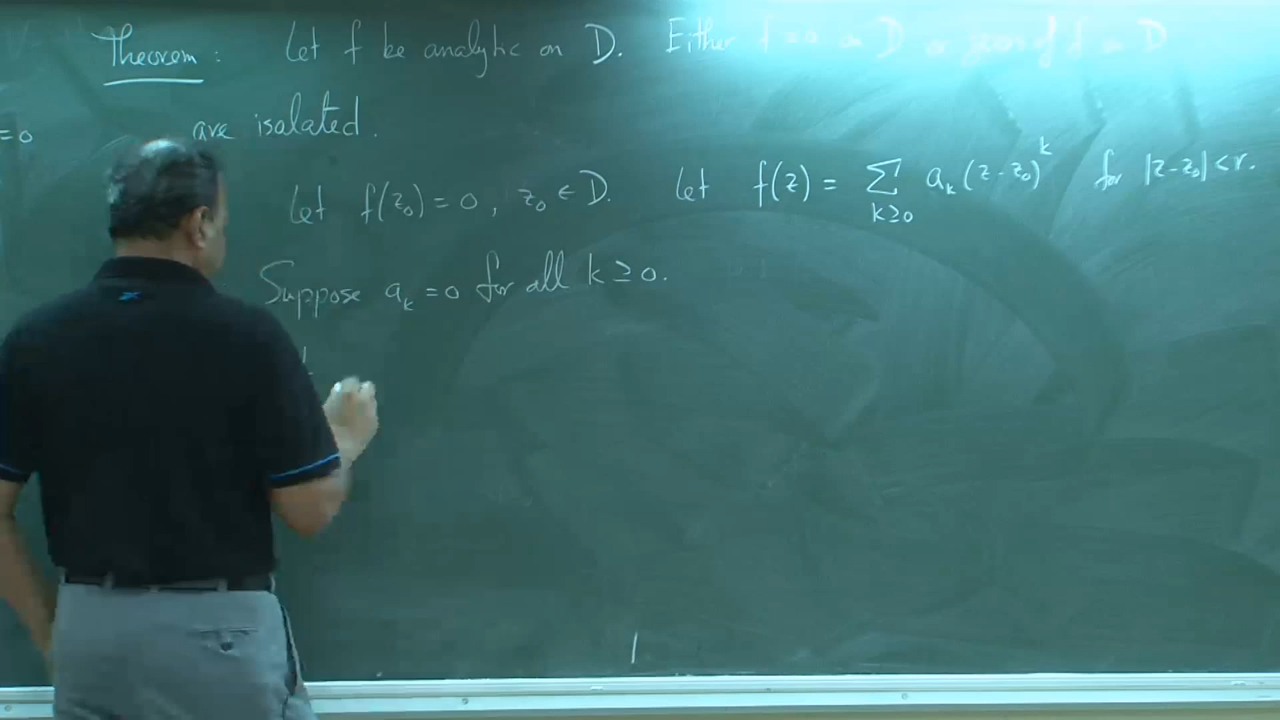 Theorem : Let f be analytic on D. Either f ≡ 0 on D or zeros of f in D
= 0
are isolated.
Let f(z₀) = 0, z₀ ∈ D. Let f(z) = ∑_{k≥0} a_k (z - z₀)^k for |z - z₀| < r.
Suppose a_k = 0 for all k ≥ 0.